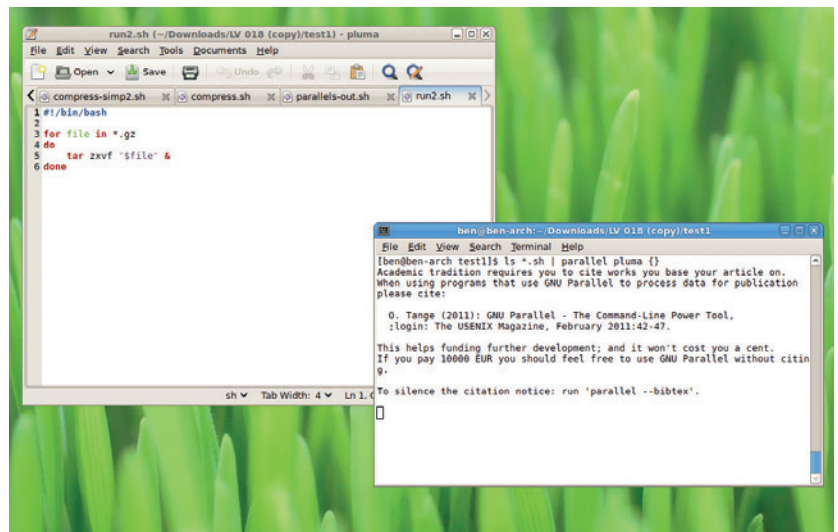 run2.sh (~/Downloads/LV 018 (copy)/test1) - pluma
File Edit View Search Tools Documents Help
Open Save Undo
compress-simp2.sh compress.sh parallels-out.sh run2.sh
1 #!/bin/bash
2
3 for file in *.gz
4 do
5 tar zxvf "$file" &
6 done
sh Tab Width: 4 Ln 1,
ben@ben-arch:~/Downloads/LV 018 (copy)/test1
File Edit View Search Terminal Help
[ben@ben-arch test1]$ ls *.sh | parallel pluma {}
Academic tradition requires you to cite works you base your article on.
When using programs that use GNU Parallel to process data for publication
please cite:
O. Tange (2011): GNU Parallel - The Command-Line Power Tool,
;login: The USENIX Magazine, February 2011:42-47.
This helps funding further development; and it won't cost you a cent.
If you pay 10000 EUR you should feel free to use GNU Parallel without citin
g.
To silence the citation notice: run 'parallel --bibtex'.